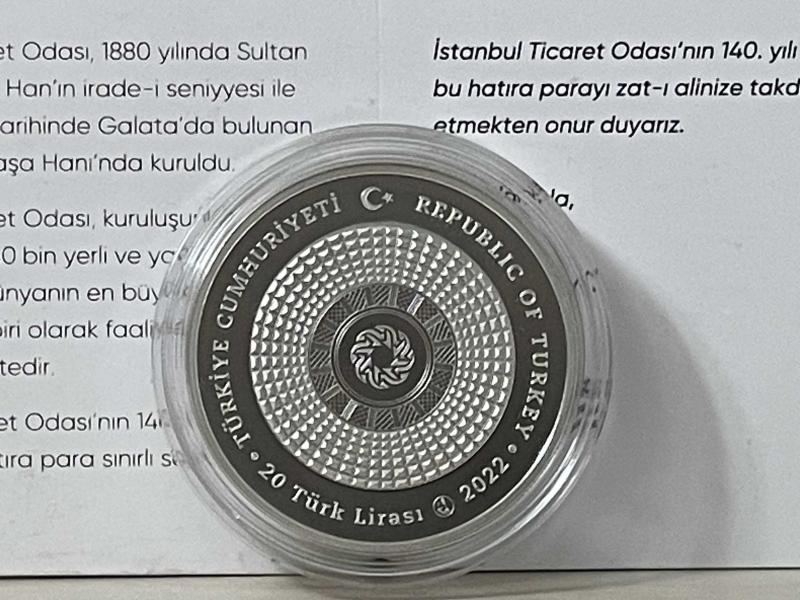 et Odası, 1880 yılında Sultan
Han'ın irade-i seniyyesi ile
arihinde Galata'da bulunan
aşa Hanı'nda kuruldu.
et Odası, kuruluşu
0 bin yerli ve
ünyanın en büy
biri olarak faali
tedir.
et Odası'nın 14
tıra para sınırlı
İstanbul Ticaret Odası'nın 140. yılı
bu hatıra parayı zat-ı alinize takd
etmekten onur duyarız.
TÜRKİYE CUMHURİYETİ
REPUBLIC OF TURKEY
20 Türk Lirası
2022